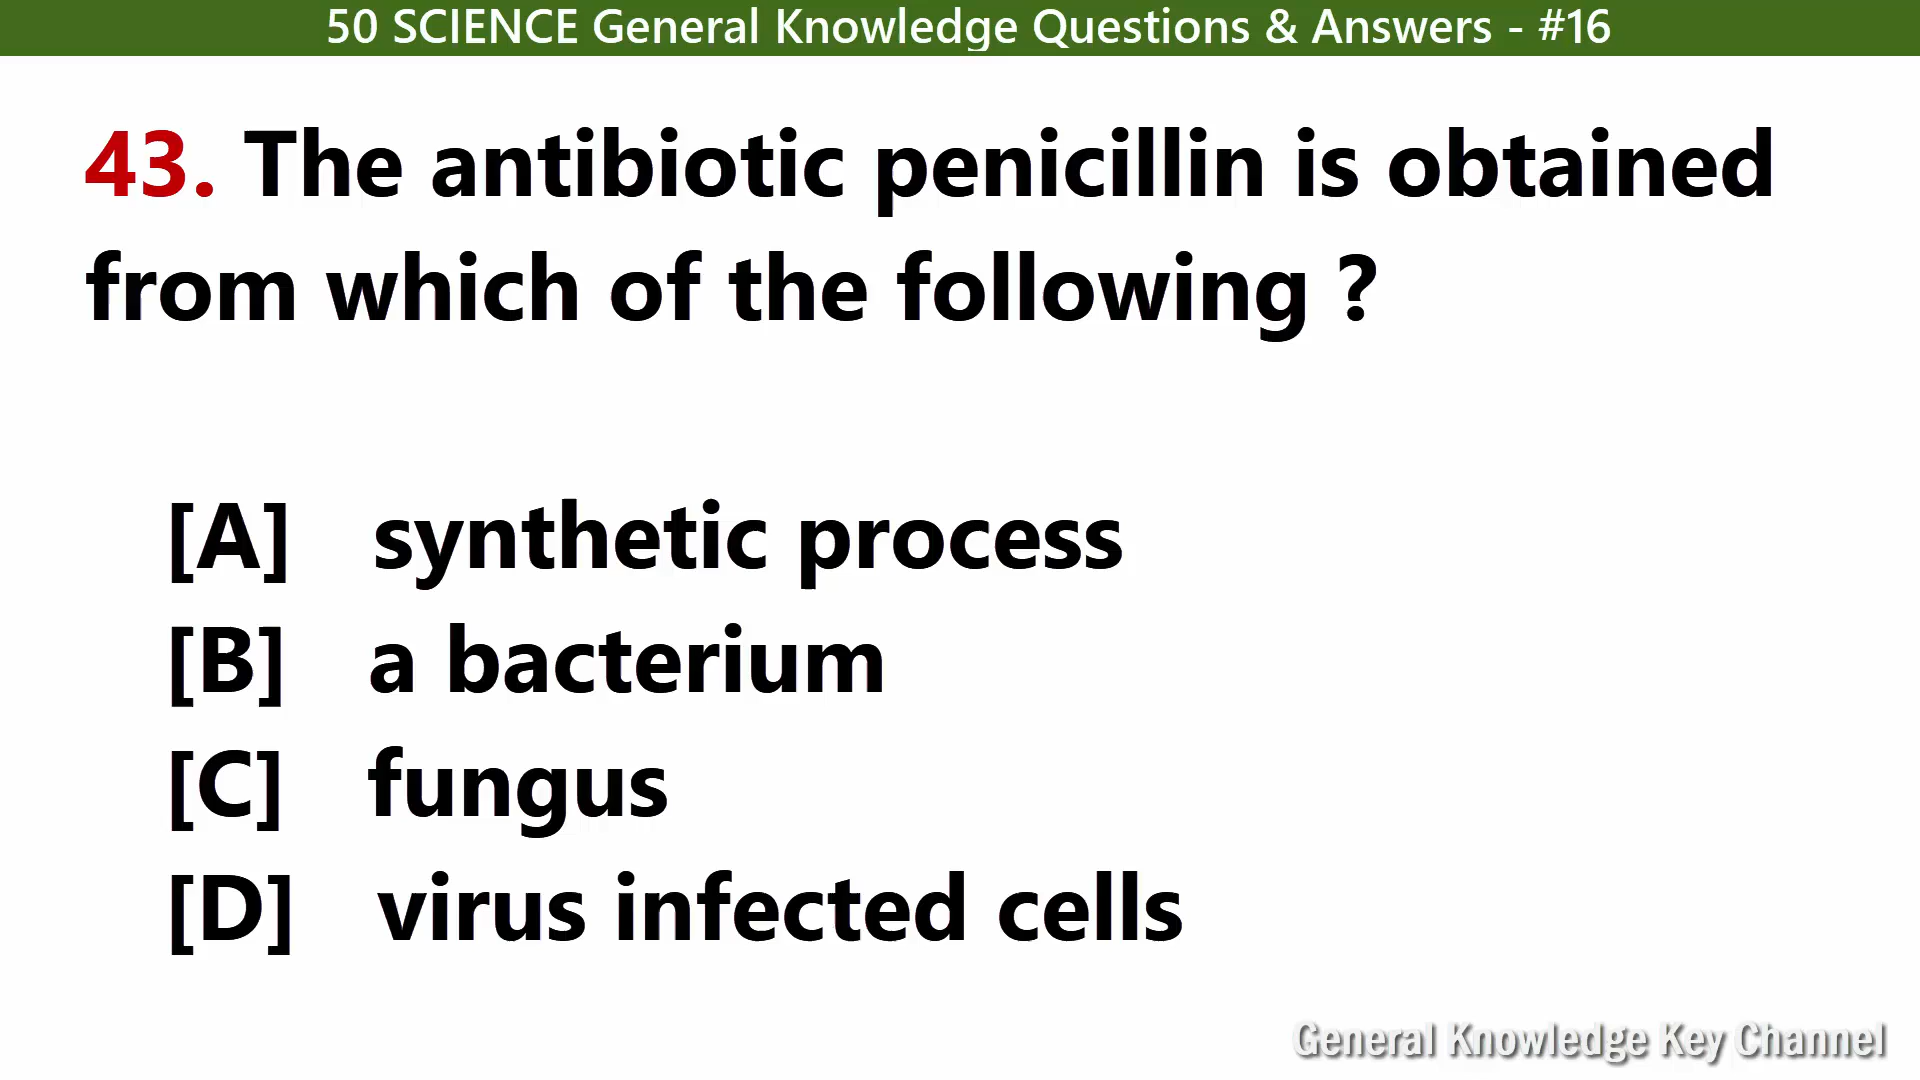 50 SCIENCE General Knowledge Questions & Answers - #16
43. The antibiotic penicillin is obtained
from which of the following ?
[A] synthetic process
[B] a bacterium
[C] fungus
[D] virus infected cells
General Knowledge Key Channel